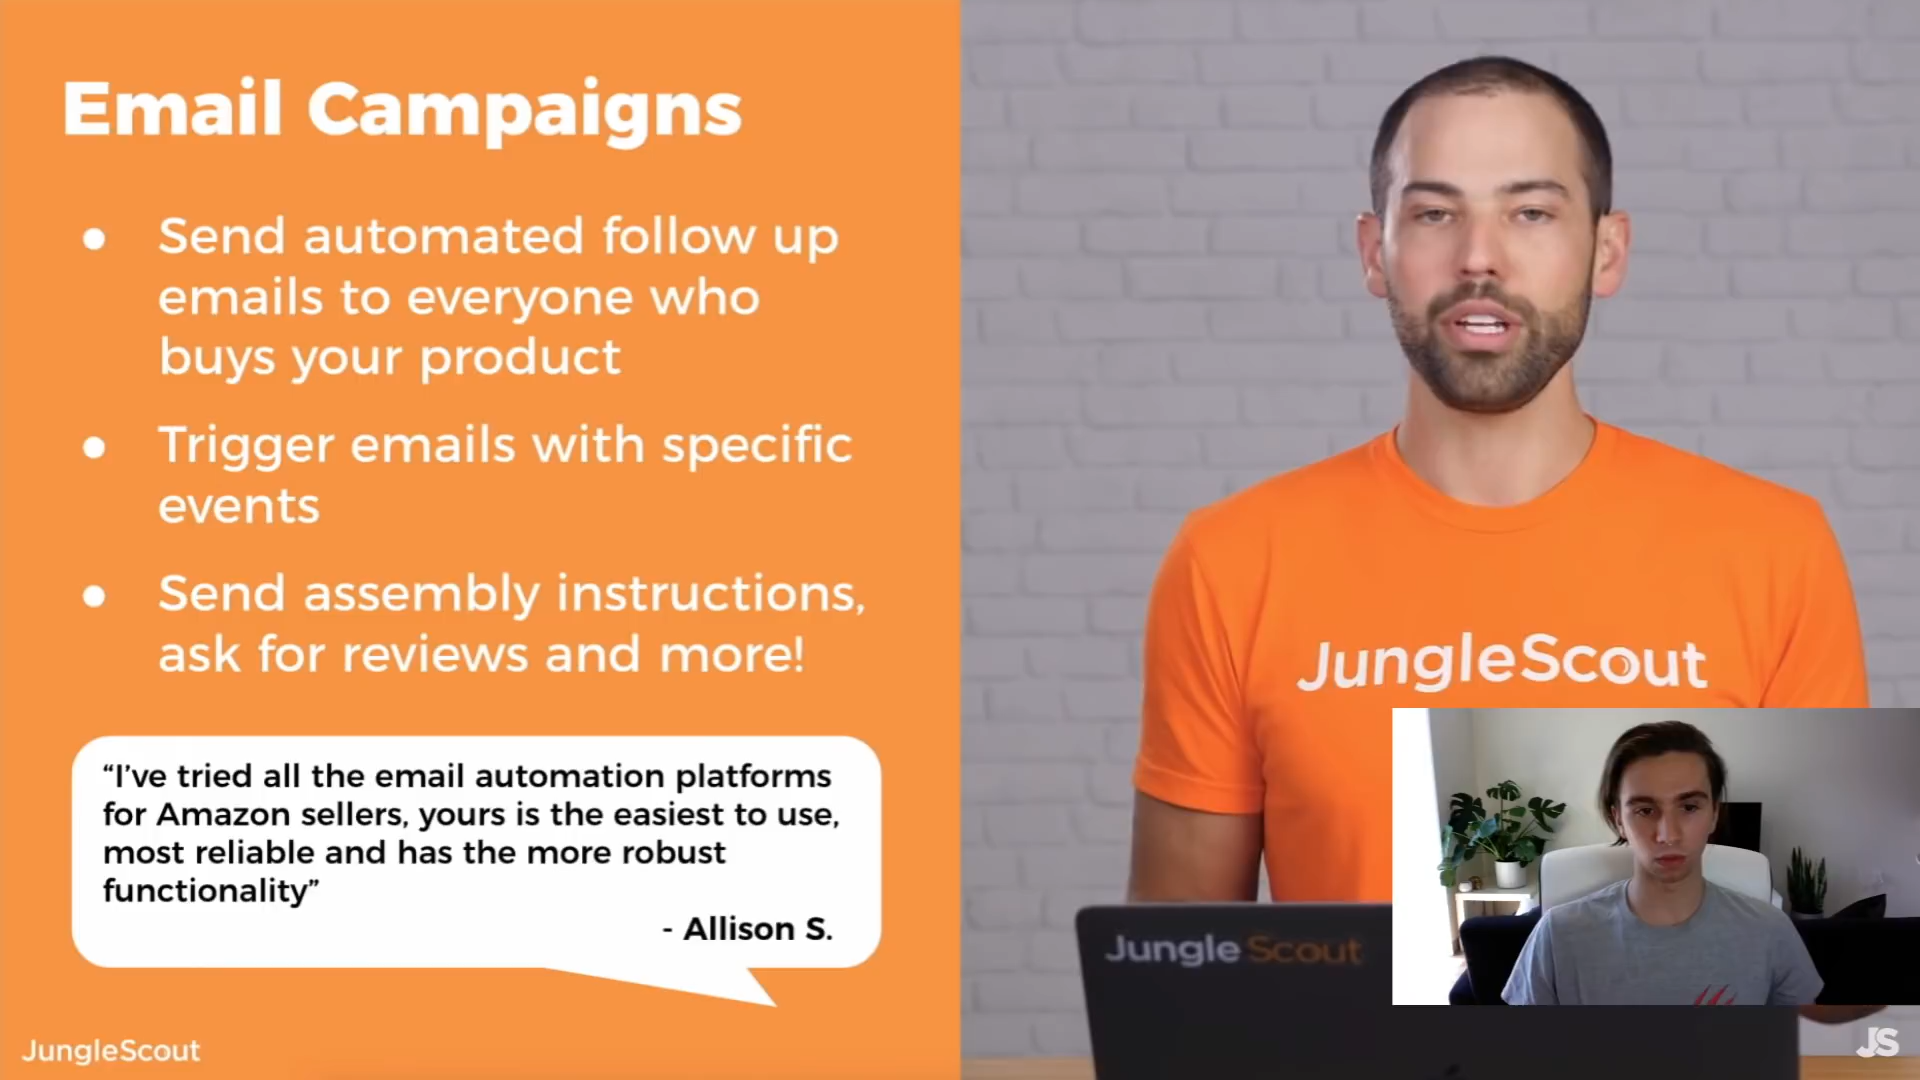 Email Campaigns
● Send automated follow up
emails to everyone who
buys your product
● Trigger emails with specific
events
● Send assembly instructions,
ask for reviews and more!
“I’ve tried all the email automation platforms
for Amazon sellers, yours is the easiest to use,
most reliable and has the more robust
functionality”
- Allison S.
JungleScout
JungleScout
Jungle Scout
JS